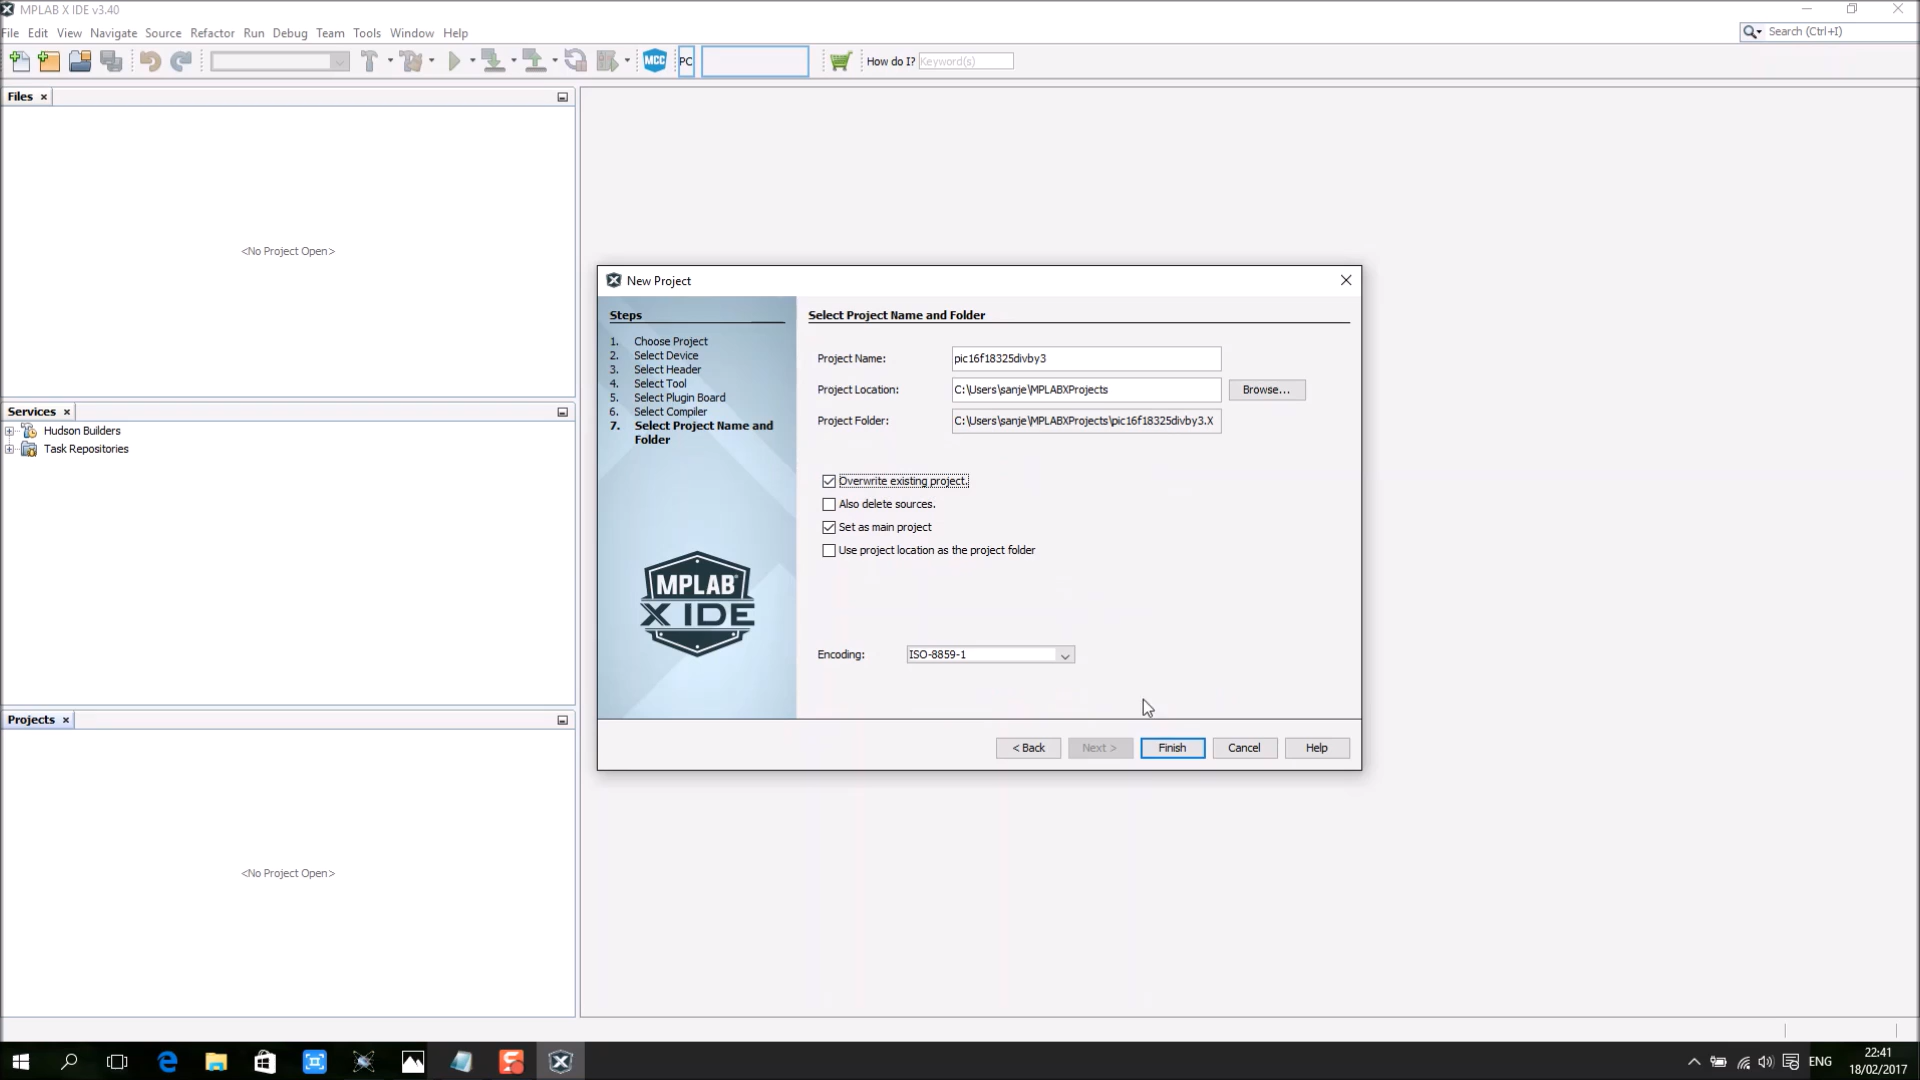 MPLAB X IDE v3.40
File Edit View Navigate Source Refactor Run Debug Team Tools Window Help
Search (Ctrl+I)
MCC
PC
How do I? Keyword(s)
Files
<No Project Open>
Services
Hudson Builders
Task Repositories
Projects
<No Project Open>
New Project
Steps
1. Choose Project
2. Select Device
3. Select Header
4. Select Tool
5. Select Plugin Board
6. Select Compiler
7. Select Project Name and
Folder
MPLAB
X IDE
Select Project Name and Folder
Project Name: pic16f18325divby3
Project Location: C:\Users\sanje\MPLABXProjects Browse...
Project Folder: C:\Users\sanje\MPLABXProjects\pic16f18325divby3.X
Overwrite existing project.
Also delete sources.
Set as main project
Use project location as the project folder
Encoding: ISO-8859-1
< Back Next > Finish Cancel Help
ENG
22:41
18/02/2017